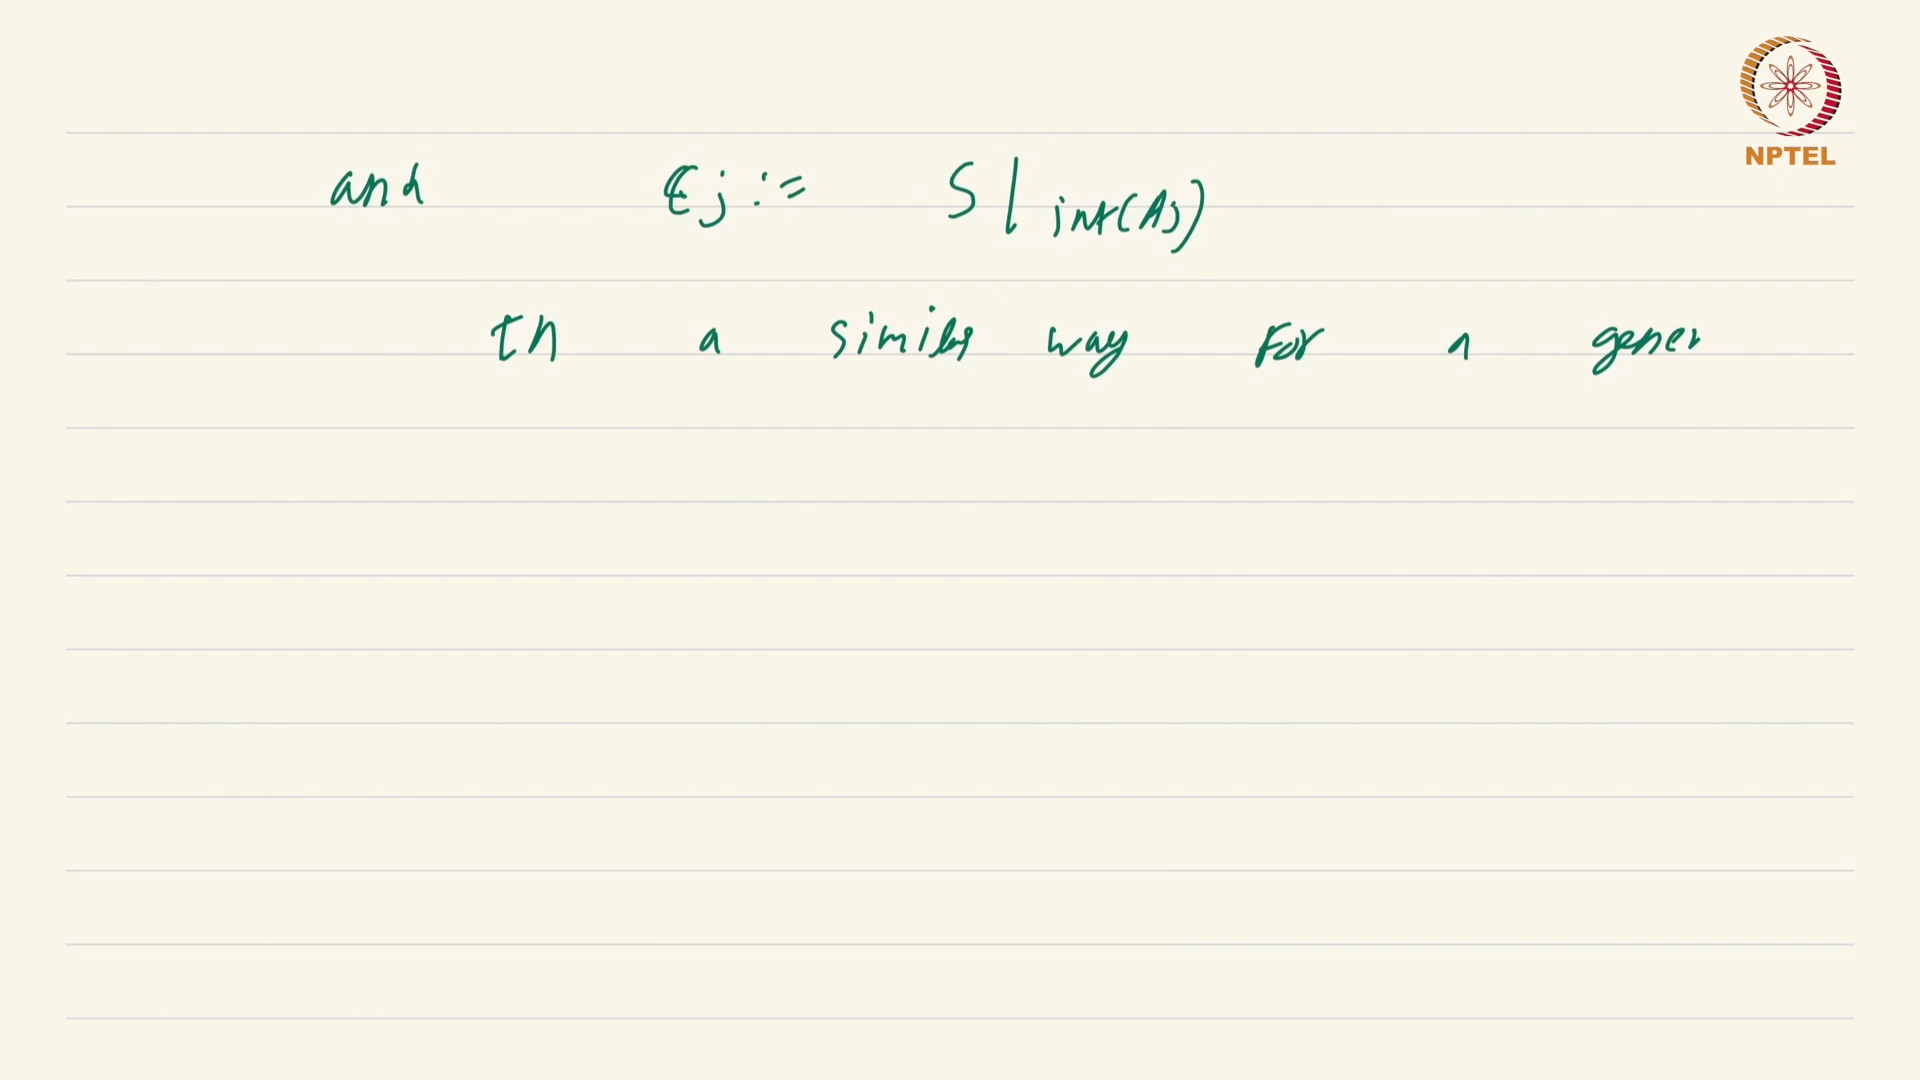 NPTEL
and Ej := S|int(Aj)
In a similar way for a gener